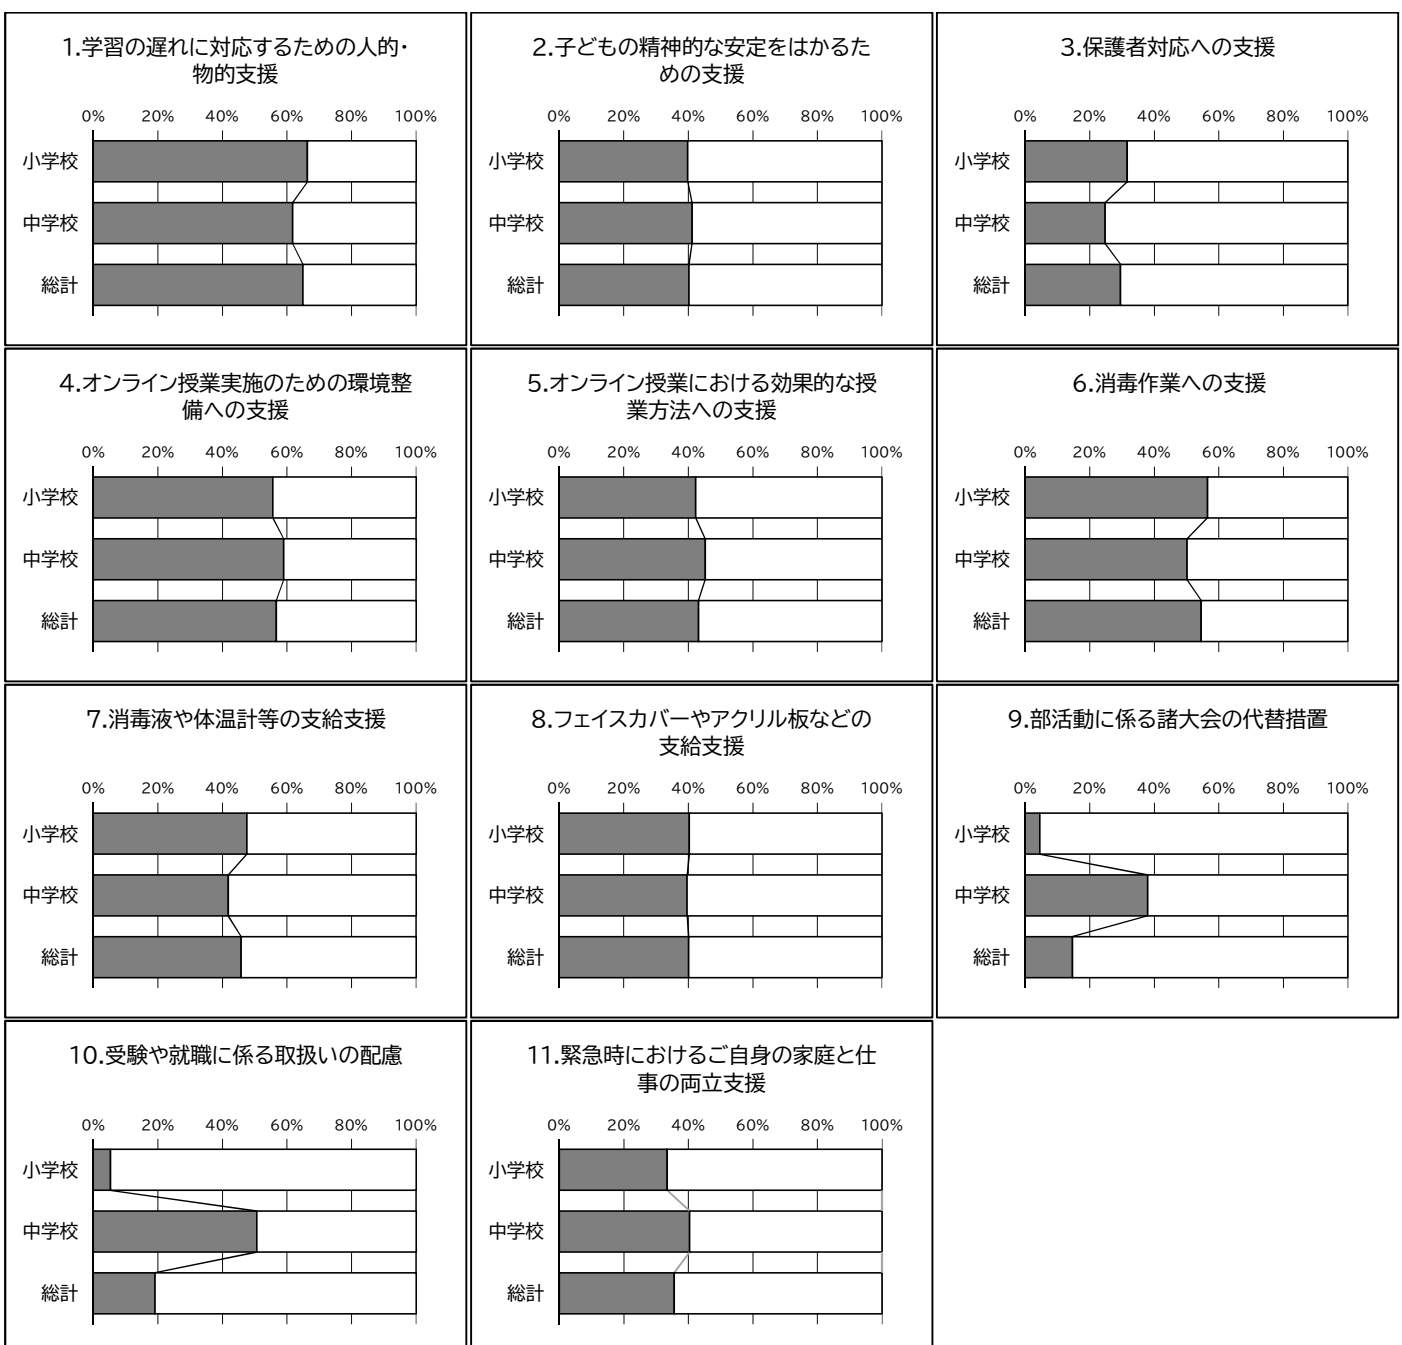 1.学習の遅れに対応するための人的・
物的支援
0% 20% 40% 60% 80% 100%
小学校
中学校
総計
2.子どもの精神的な安定をはかるた
めの支援
0% 20% 40% 60% 80% 100%
小学校
中学校
総計
3.保護者対応への支援
0% 20% 40% 60% 80% 100%
小学校
中学校
総計
4.オンライン授業実施のための環境整
備への支援
0% 20% 40% 60% 80% 100%
小学校
中学校
総計
5.オンライン授業における効果的な授
業方法への支援
0% 20% 40% 60% 80% 100%
小学校
中学校
総計
6.消毒作業への支援
0% 20% 40% 60% 80% 100%
小学校
中学校
総計
7.消毒液や体温計等の支給支援
0% 20% 40% 60% 80% 100%
小学校
中学校
総計
8.フェイスカバーやアクリル板などの
支給支援
0% 20% 40% 60% 80% 100%
小学校
中学校
総計
9.部活動に係る諸大会の代替措置
0% 20% 40% 60% 80% 100%
小学校
中学校
総計
10.受験や就職に係る取扱いの配慮
0% 20% 40% 60% 80% 100%
小学校
中学校
総計
11.緊急時におけるご自身の家庭と仕
事の両立支援
0% 20% 40% 60% 80% 100%
小学校
中学校
総計